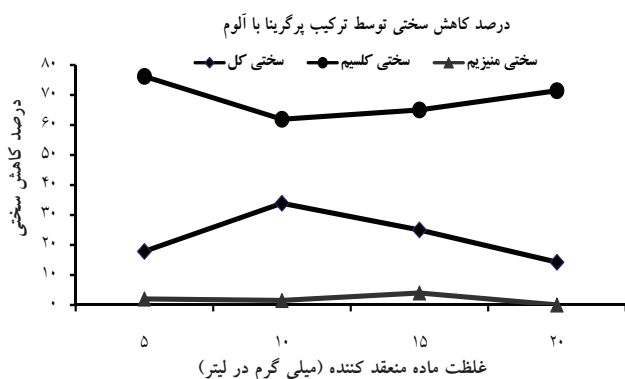 درصد کاهش سختی توسط ترکیب پرگرینا با آلوم
سختی کل سختی کلسیم سختی منیزیم
درصد کاهش سختی
۸۰
۷۰
۶۰
۵۰
۴۰
۳۰
۲۰
۱۰
۰
۵ ۱۰ ۱۵ ۲۰
غلظت ماده منعقد کننده (میلی گرم در لیتر)